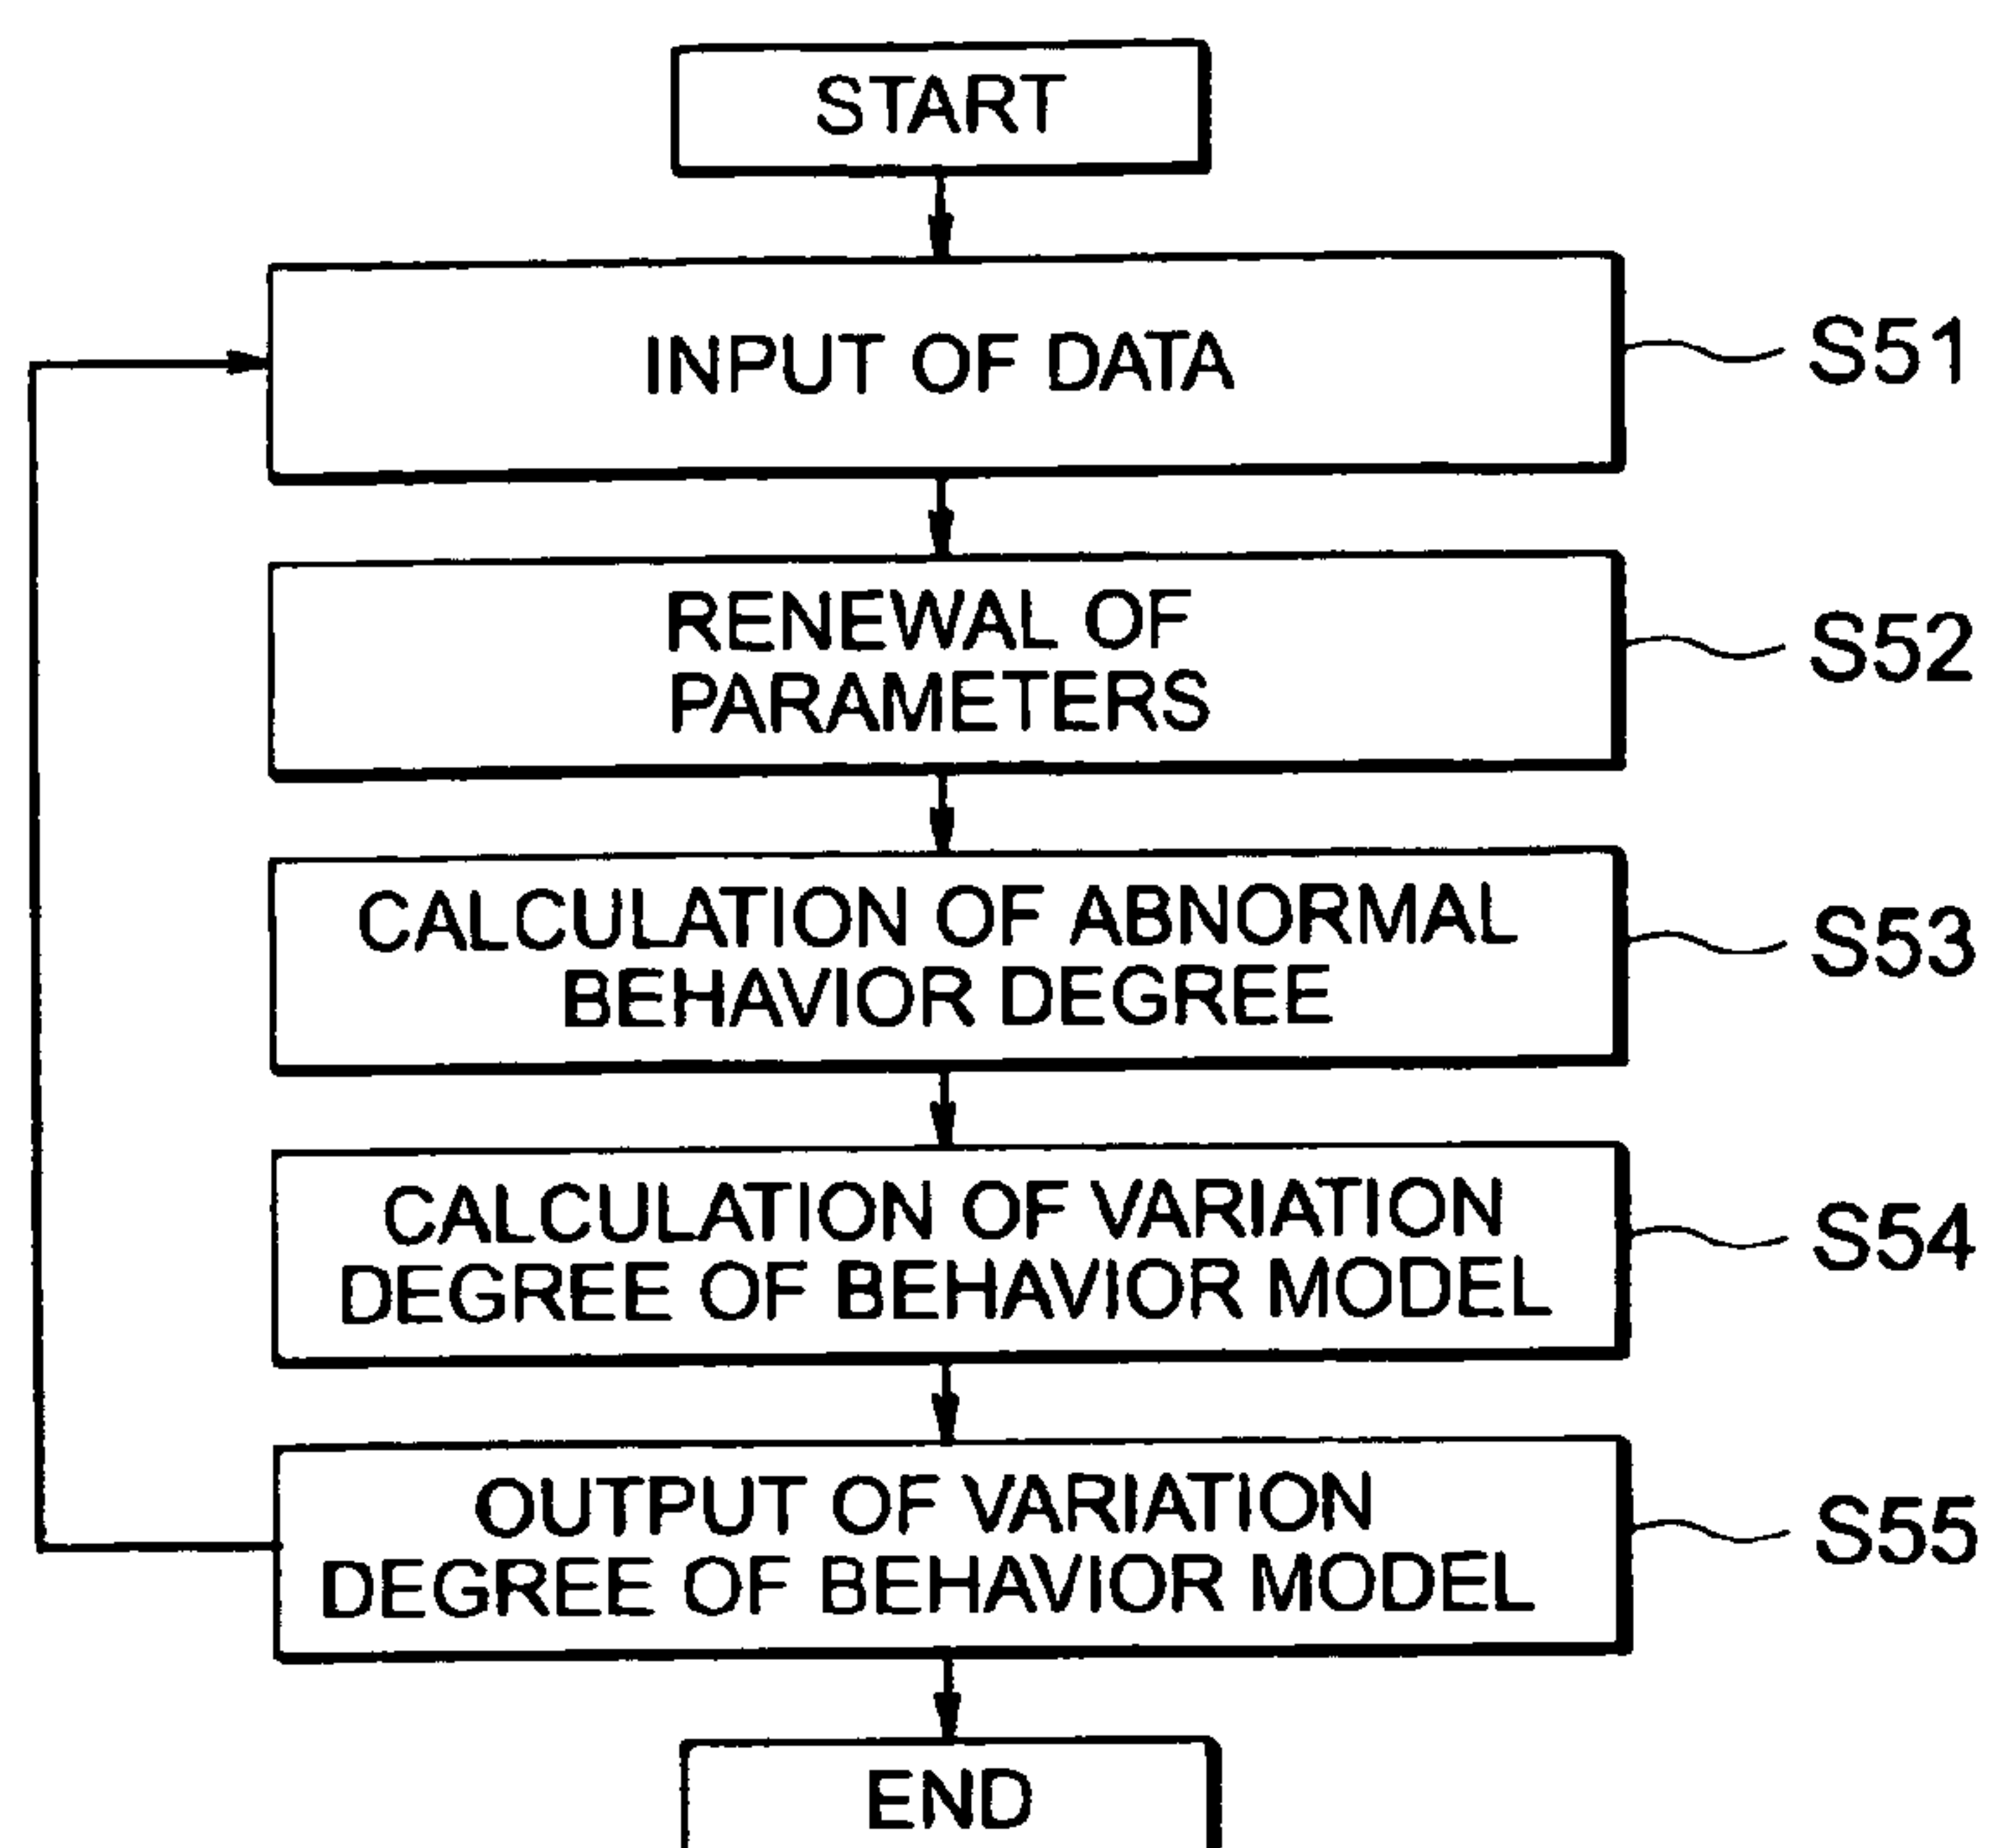 START
INPUT OF DATA
S51
RENEWAL OF
PARAMETERS
S52
CALCULATION OF ABNORMAL
BEHAVIOR DEGREE
S53
CALCULATION OF VARIATION
DEGREE OF BEHAVIOR MODEL
S54
OUTPUT OF VARIATION
DEGREE OF BEHAVIOR MODEL
S55
END